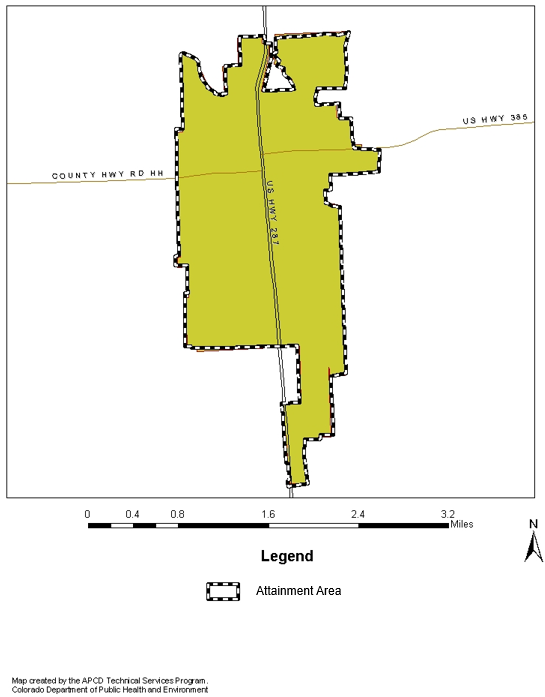 US HWY 385
COUNTY HWY RD HH
US HWY 287
0 0.4 0.8 1.6 2.4 3.2
Miles
N
Legend
Attainment Area
Map created by the APCD Technical Services Program.
Colorado Department of Public Health and Environment